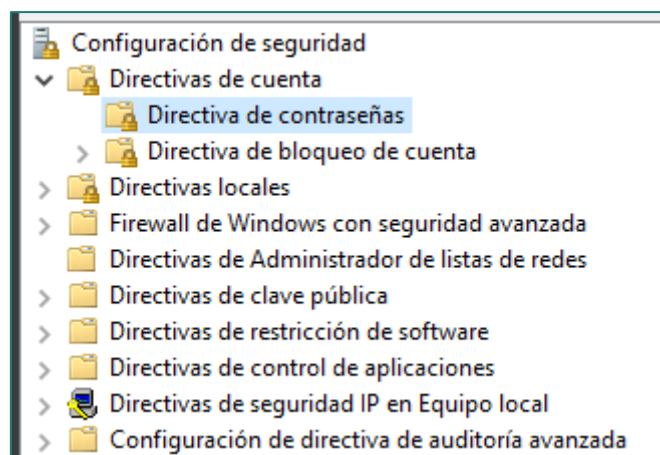 Configuración de seguridad
Directivas de cuenta
Directiva de contraseñas
Directiva de bloqueo de cuenta
Directivas locales
Firewall de Windows con seguridad avanzada
Directivas de Administrador de listas de redes
Directivas de clave pública
Directivas de restricción de software
Directivas de control de aplicaciones
Directivas de seguridad IP en Equipo local
Configuración de directiva de auditoría avanzada